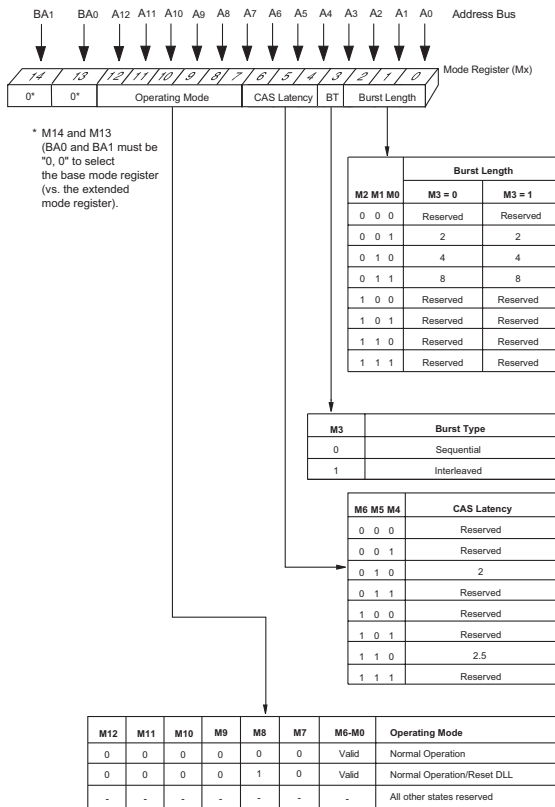 BA1 BA0 A12 A11 A10 A9 A8 A7 A6 A5 A4 A3 A2 A1 A0 Address Bus
14 13 12 11 10 9 8 7 6 5 4 3 2 1 0 Mode Register (Mx)
0* 0* Operating Mode CAS Latency BT Burst Length
* M14 and M13
(BA0 and BA1 must be
"0, 0" to select
the base mode register
(vs. the extended
mode register).
Burst Length
M2 M1 M0 M3 = 0 M3 = 1
0 0 0 Reserved Reserved
0 0 1 2 2
0 1 0 4 4
0 1 1 8 8
1 0 0 Reserved Reserved
1 0 1 Reserved Reserved
1 1 0 Reserved Reserved
1 1 1 Reserved Reserved
M3 Burst Type
0 Sequential
1 Interleaved
M6 M5 M4 CAS Latency
0 0 0 Reserved
0 0 1 Reserved
0 1 0 2
0 1 1 Reserved
1 0 0 Reserved
1 0 1 Reserved
1 1 0 2.5
1 1 1 Reserved
M12 M11 M10 M9 M8 M7 M6-M0 Operating Mode
0 0 0 0 0 0 Valid Normal Operation
0 0 0 0 1 0 Valid Normal Operation/Reset DLL
- - - - - - - All other states reserved